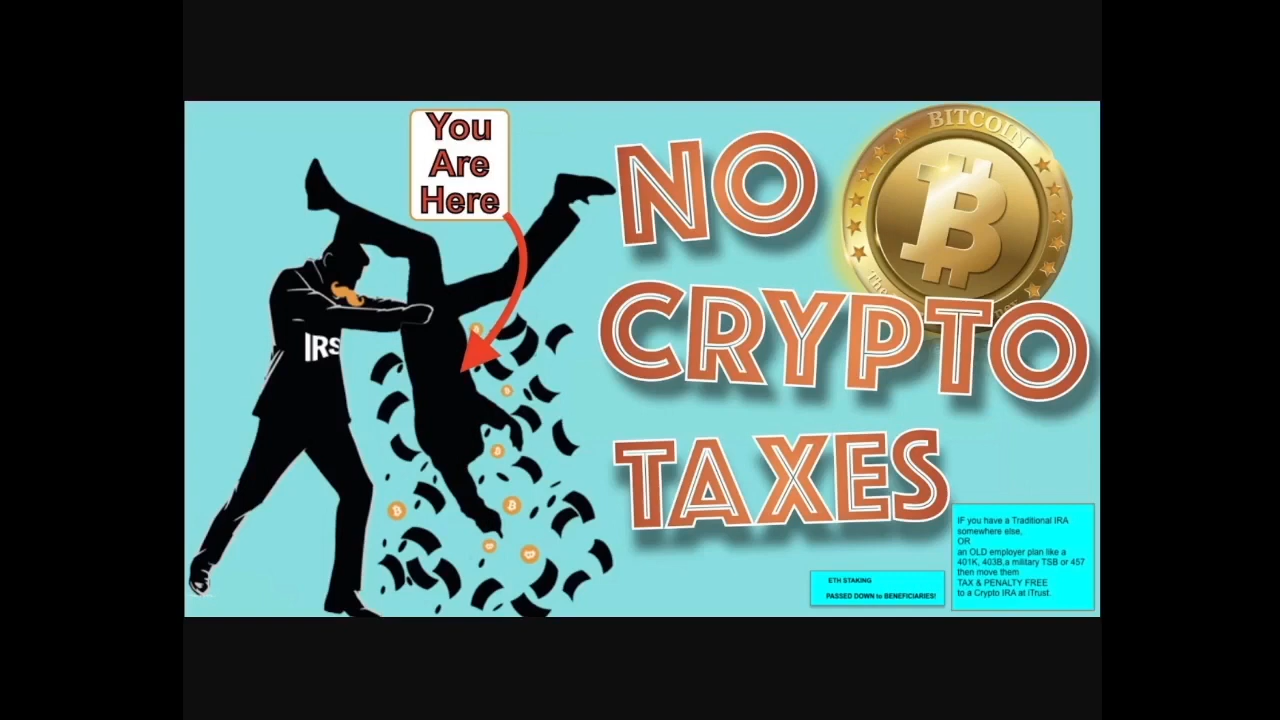 You
Are
Here
IRS
NO
CRYPTO
TAXES
BITCOIN
The
ETH STAKING
PASSED DOWN to BENEFICIARIES!
IF you have a Traditional IRA
somewhere else,
OR
an OLD employer plan like a
401K, 403B,a military TSB or 457
then move them
TAX & PENALTY FREE
to a Crypto IRA at iTrust.